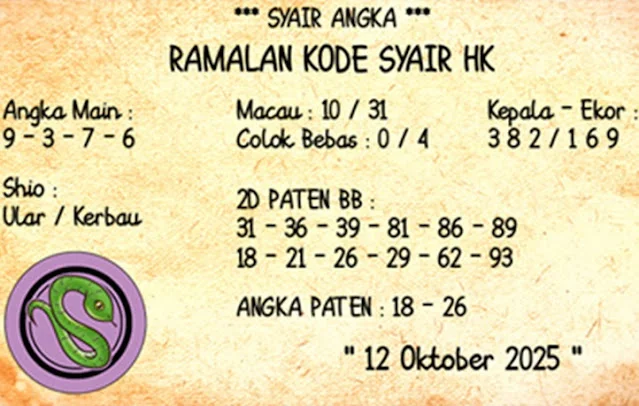 *** SYAIR ANGKA ***
RAMALAN KODE SYAIR HK
Angka Main :
9 - 3 - 7 - 6
Macau : 10 / 31
Colok Bebas : 0 / 4
Kepala - Ekor :
3 8 2 / 1 6 9
Shio :
Ular / Kerbau
2D PATEN BB :
31 - 36 - 39 - 81 - 86 - 89
18 - 21 - 26 - 29 - 62 - 93
ANGKA PATEN : 18 - 26
" 12 Oktober 2025 "